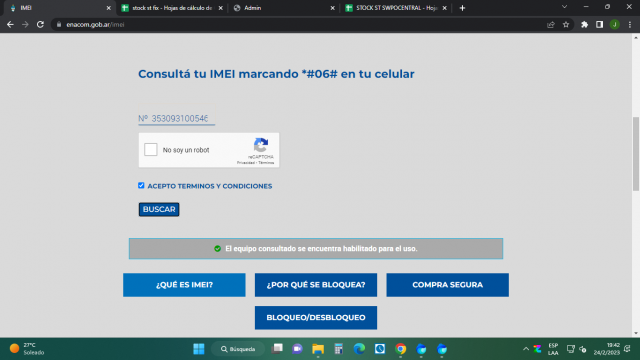 IMEI
stock st fix - Hojas de cálculo de
Admin
STOCK ST SWPOCENTRAL - Hoja
enacom.gob.ar/imei
J
Consultá tu IMEI marcando *#06# en tu celular
Nº 35309310054
No soy un robot
reCAPTCHA
Privacidad - Términos
ACEPTO TERMINOS Y CONDICIONES
BUSCAR
El equipo consultado se encuentra habilitado para el uso.
¿QUÉ ES IMEI?
¿POR QUÉ SE BLOQUEA?
COMPRA SEGURA
BLOQUEO/DESBLOQUEO
27°C
Soleado
Búsqueda
ESP
LAA
19:42
24/2/2023